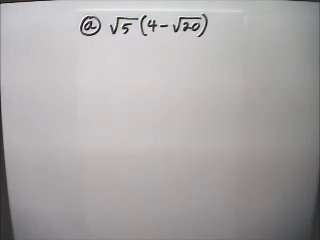 ⓐ √5 (4 - √20)